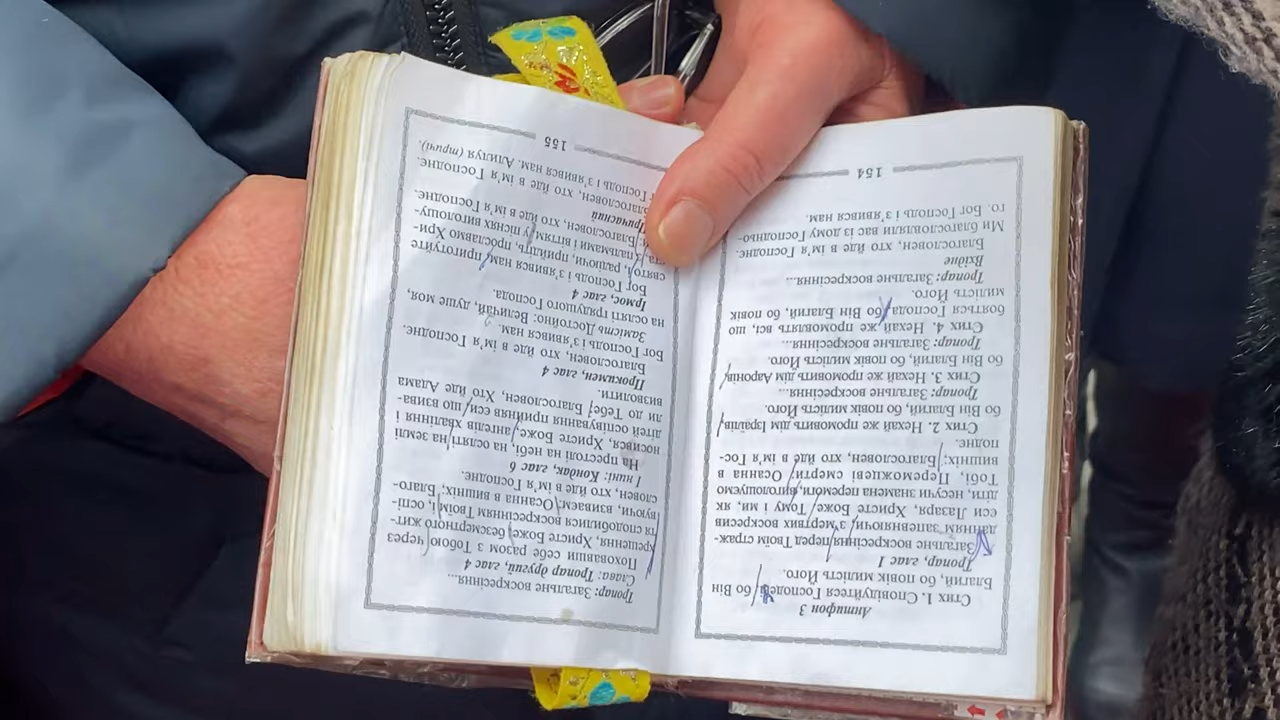 154
Антифон 3
Стих 1. Сповіщуйтеся Господеві, бо Він
Благий, бо повік милість Його.
Тропар, глас 1
Загальне воскресіння перед Твоїм страж-
данням запевняючи, з мертвих воскресив
єси Лазаря, Христе Боже. Тому і ми, як
діти, несучи знамена перемоги, виголошуємо
Тобі, Переможцеві смерти: Осанна в
вишніх; Благословен, хто йде в ім'я Гос-
поднє.
Стих 2. Нехай же промовить дім Ізраїлів,
бо Він Благий, бо повік милість Його.
Тропар: Загальне воскресіння...
Стих 3. Нехай же промовить дім Ааронів,
бо Він Благий, бо повік милість Його.
Тропар: Загальне воскресіння...
Стих 4. Нехай же промовлять всі, що
бояться Господа, бо Він Благий, бо повік
милість Його.
Тропар: Загальне воскресіння...
Вхідне
Благословен, хто йде в ім'я Господнє.
Ми благословляли вас із дому Господньо-
го. Бог Господь і з'явився нам.
155
Тропар: Загальне воскресіння...
Слава: Тропар другий, глас 4
Поховавши себе разом з Тобою через
хрещення, Христе Боже, безсмертного жит-
тя сподобилися воскресінням Твоїм і, оспі-
вуючи, взиваєм: Осанна в вишніх, Благо-
словен, хто йде в ім'я Господнє.
І нині: Кондак, глас 6
На престолі на небі, на осляті на землі
носився, Христе Боже, ангелів хваління і
дітей оспівування прийняв єси, що взива-
ли до Тебе: Благословен, Хто йде Адама
визволити.
Прокимен, глас 4
Благословен, хто йде в ім'я Господнє.
Бог Господь і з'явився нам.
Замість Достойно: Величай, душе моя,
на осляті грядущого Господа.
Ірмос, глас 4
Бог Господь і з'явився нам, приготуйте
свято і, радіючи, прийдіть, прославмо Хри-
ста, з пальмами і віттям у піснях виголошу-
Благословен, хто йде в ім'я Господнє.
Причасний
Благословен, хто йде в ім'я Господнє.
Господь і з'явився нам. Алилуя (тричі).